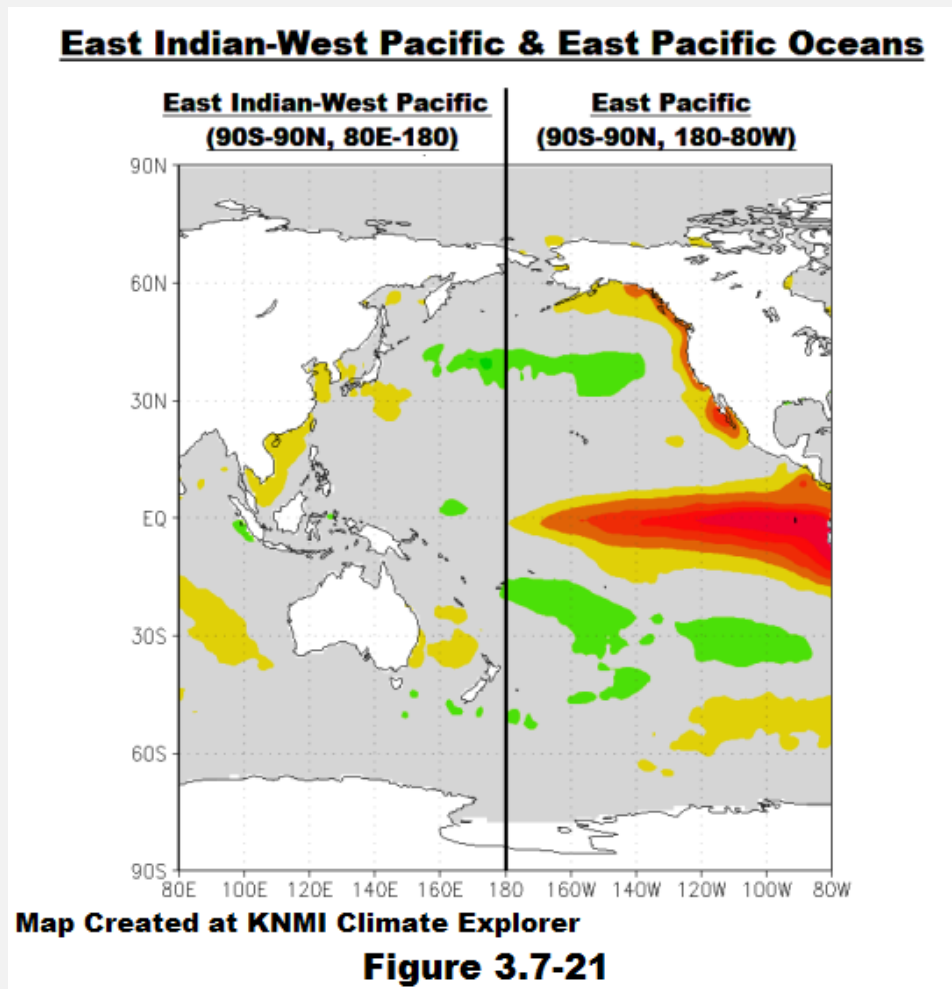 East Indian-West Pacific & East Pacific Oceans
East Indian-West Pacific
(90S-90N, 80E-180)
East Pacific
(90S-90N, 180-80W)
90N
60N
30N
EQ
30S
60S
90S
80E 100E 120E 140E 160E 180 160W 140W 120W 100W 80W
Map Created at KNMI Climate Explorer
Figure 3.7-21